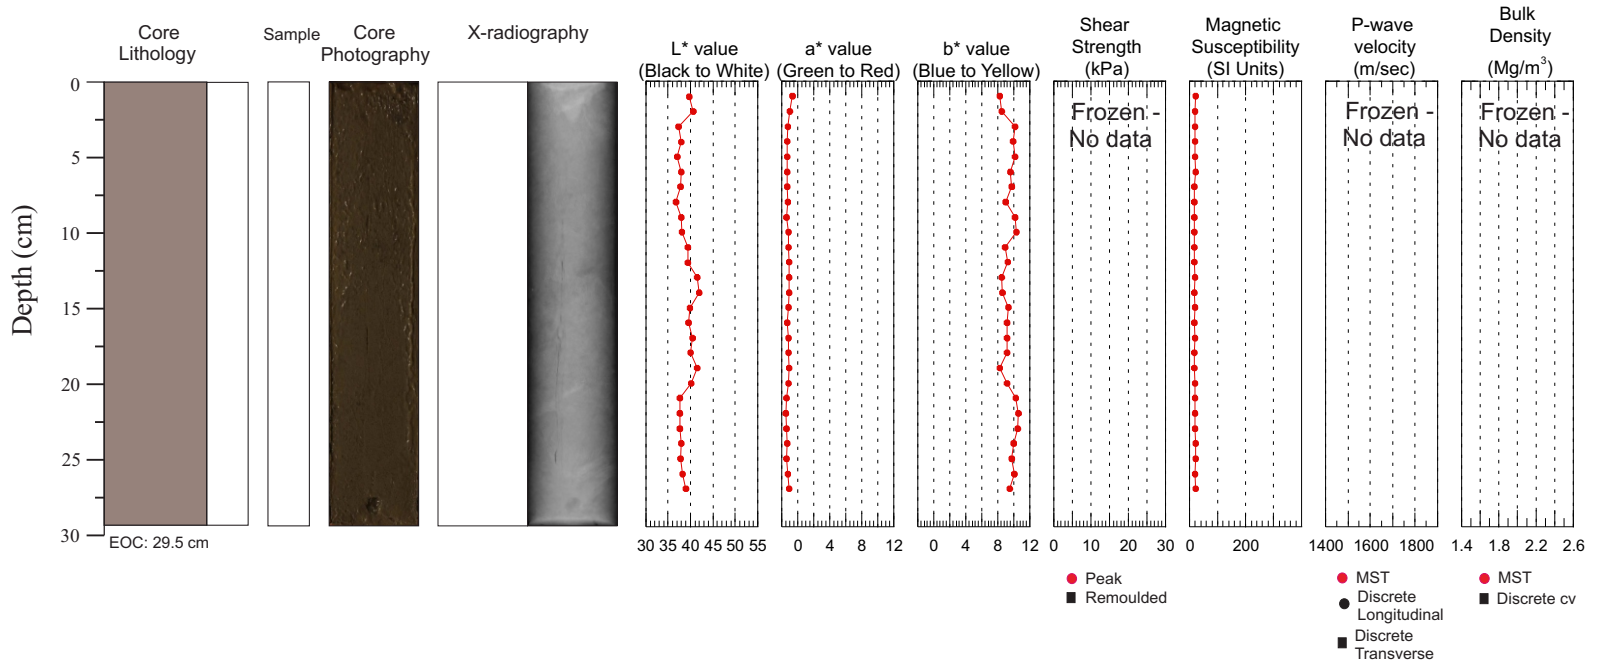 Core
Lithology
Sample
Core
Photography
X-radiography
L* value
(Black to White)
a* value
(Green to Red)
b* value
(Blue to Yellow)
Shear
Strength
(kPa)
Magnetic
Susceptibility
(SI Units)
P-wave
velocity
(m/sec)
Bulk
Density
(Mg/m³)
Depth (cm)
0
5
10
15
20
25
30
Frozen -
No data
Frozen -
No data
Frozen -
No data
EOC: 29.5 cm
30 35 40 45 50 55
0 4 8 12
0 4 8 12
0 10 20 30
0 200
1400 1600 1800
1.4 1.8 2.2 2.6
Peak
Remoulded
MST
Discrete
Longitudinal
Discrete
Transverse
MST
Discrete cv